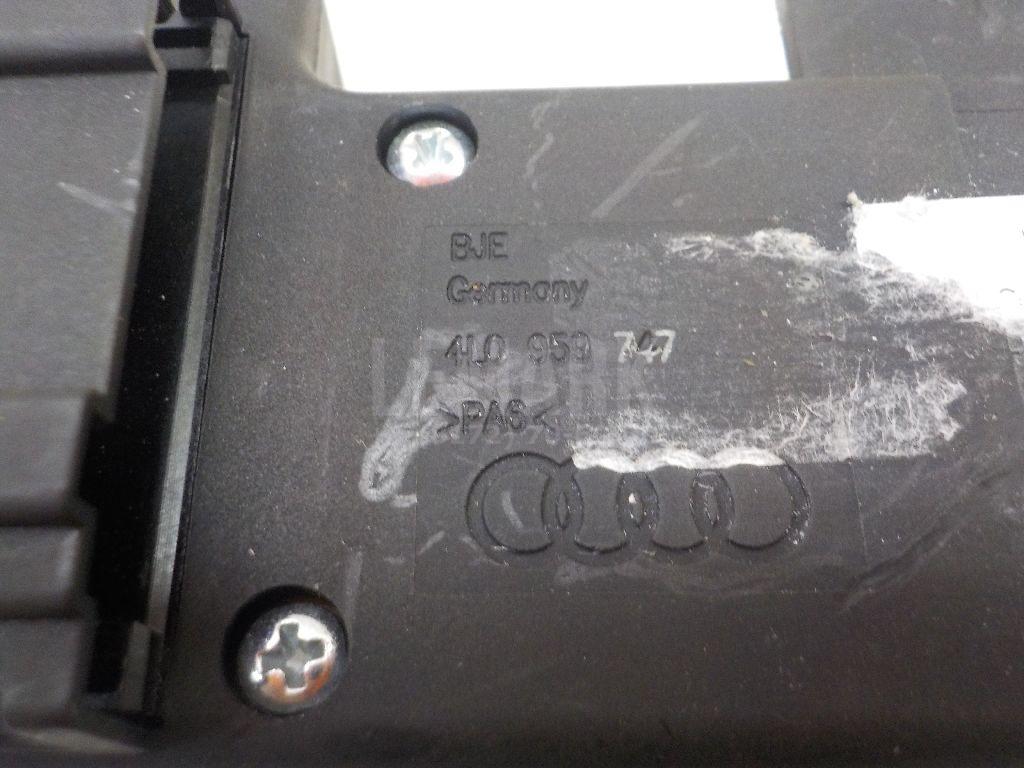 BJE
Germany
4L0 959 747
>PA6<